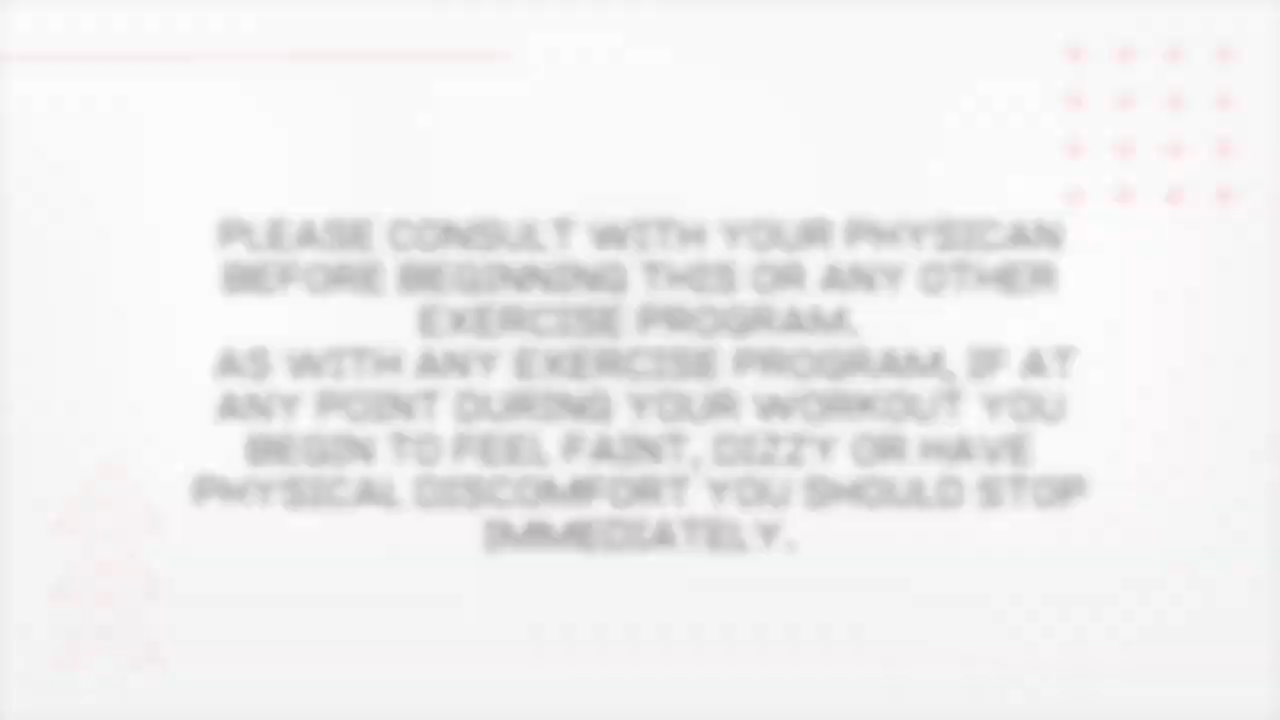 PLEASE CONSULT WITH YOUR PHYSICAN
BEFORE BEGINNING THIS OR ANY OTHER
EXERCISE PROGRAM.
AS WITH ANY EXERCISE PROGRAM, IF AT
ANY POINT DURING YOUR WORKOUT YOU
BEGIN TO FEEL FAINT, DIZZY OR HAVE
PHYSICAL DISCOMFORT YOU SHOULD STOP
IMMEDIATELY.